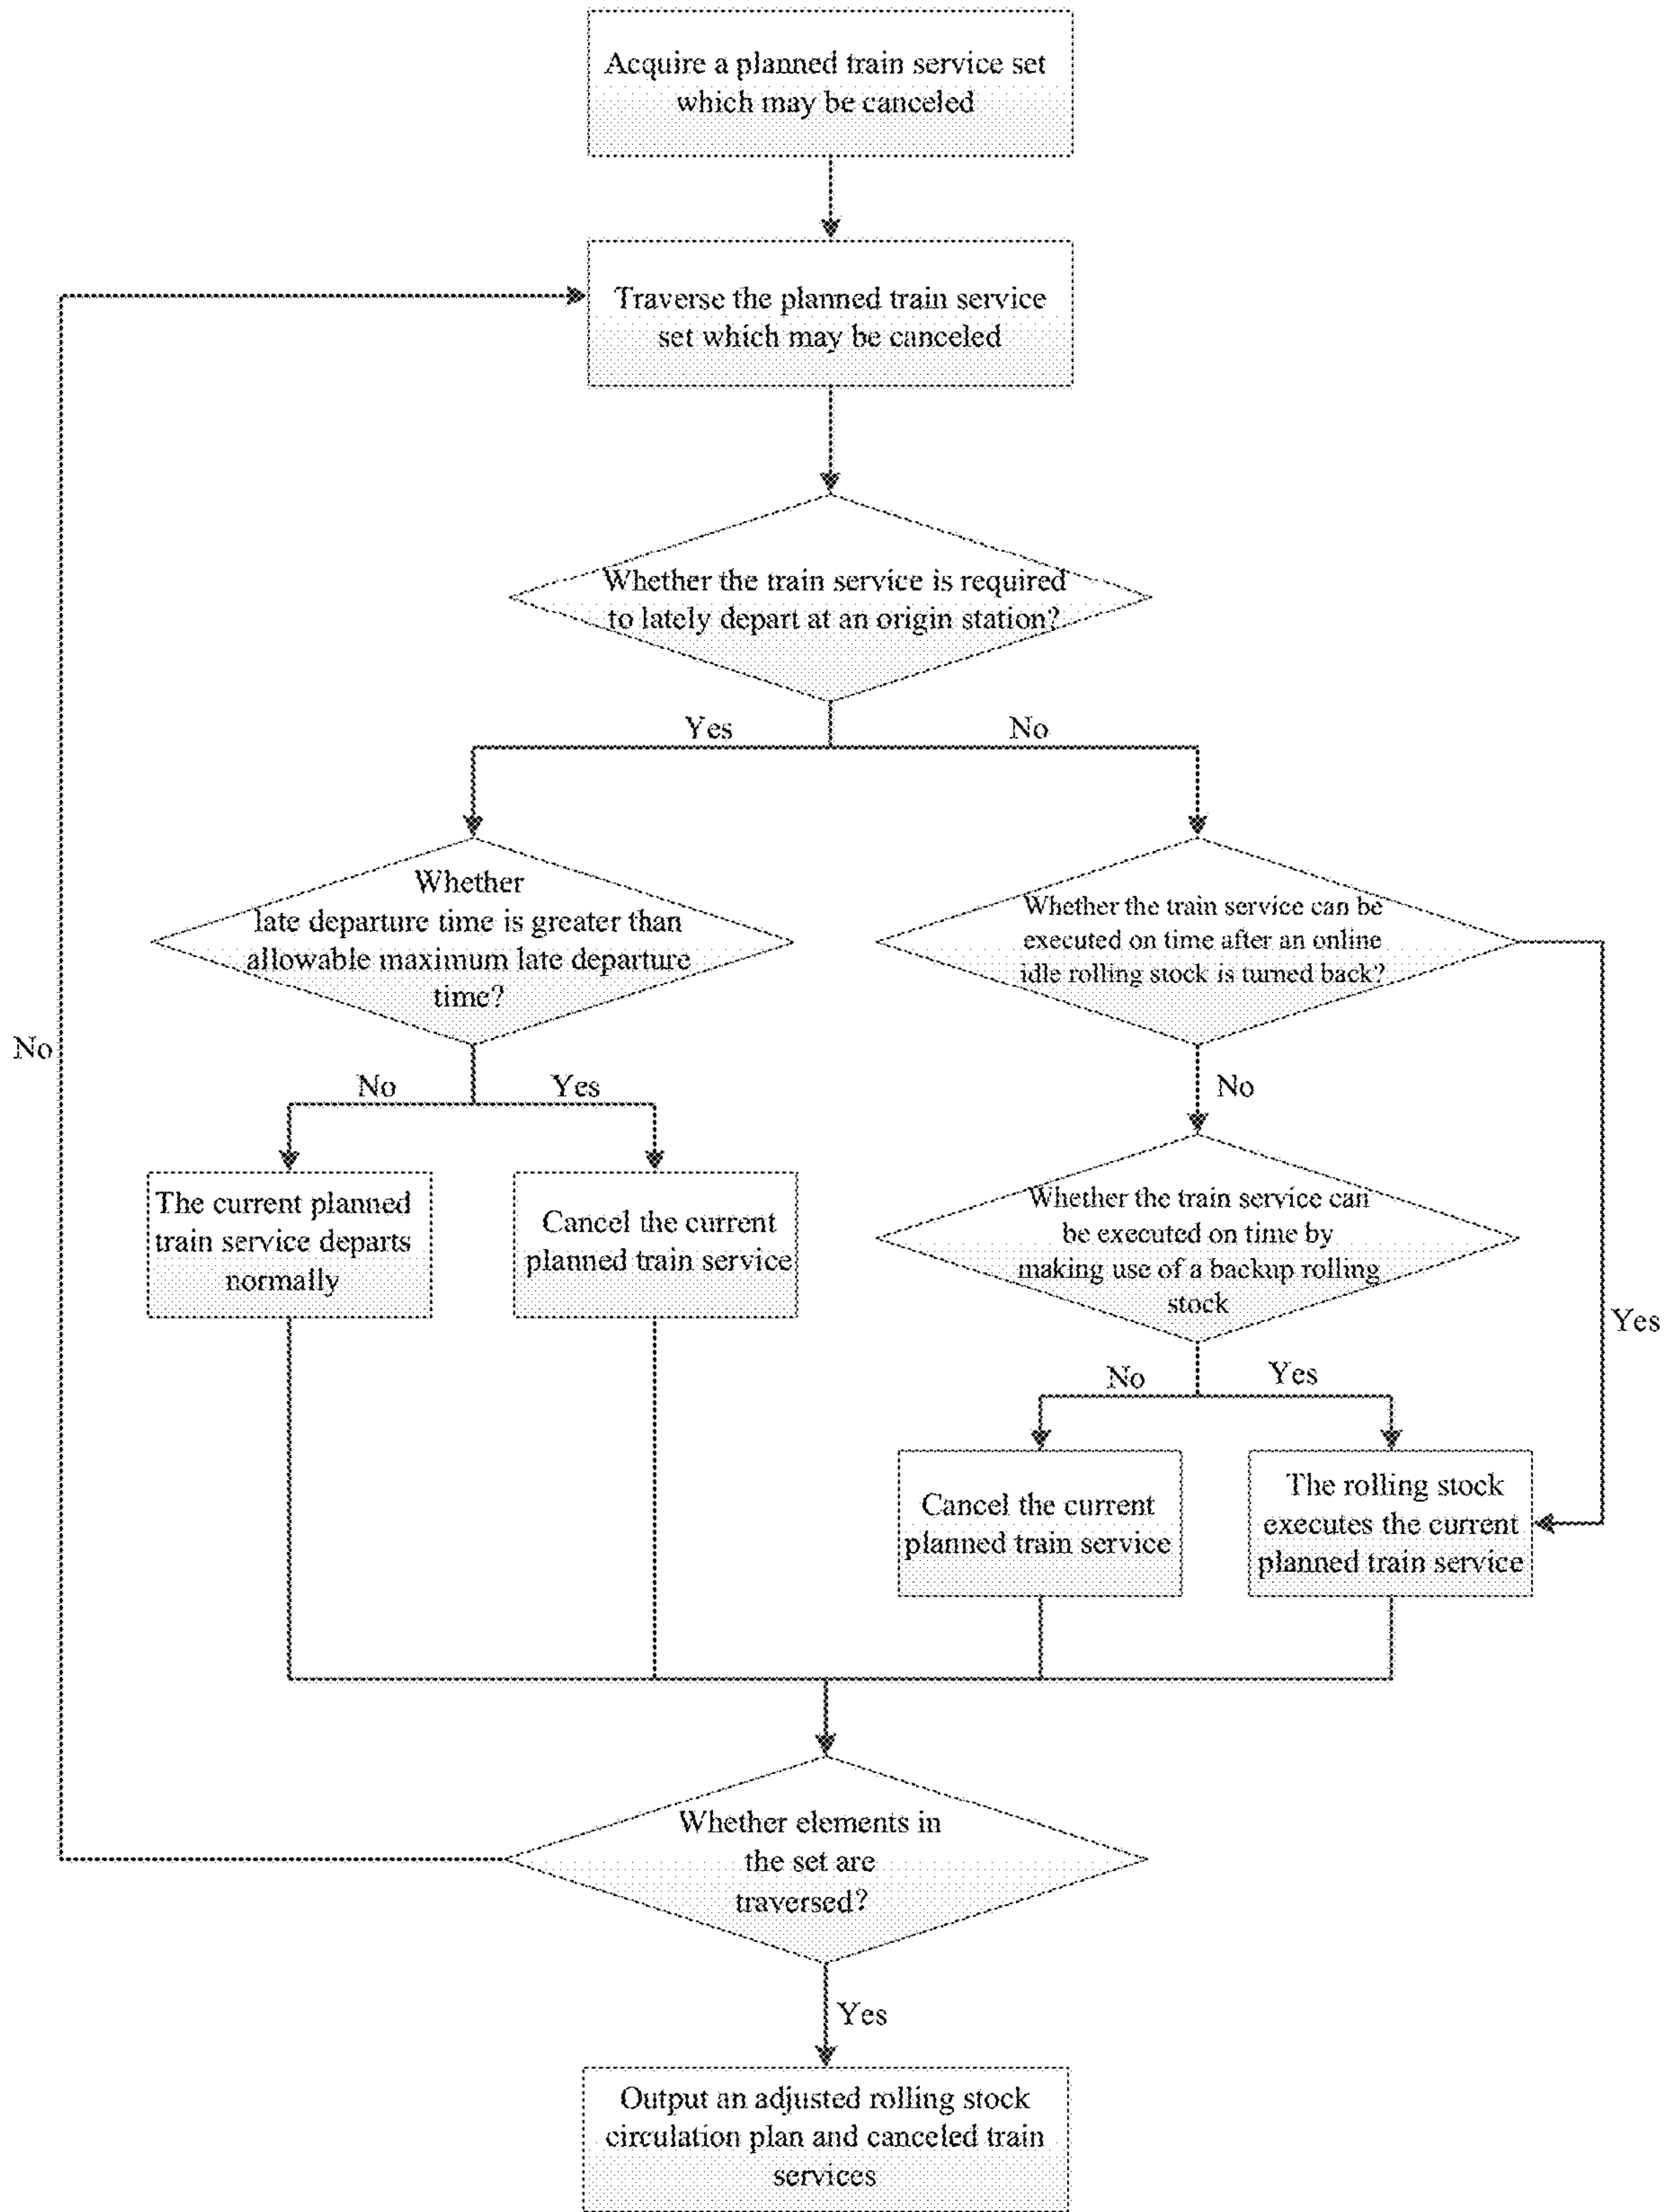 Acquire a planned train service set
which may be canceled
Traverse the planned train service
set which may be canceled
Whether the train service is required
to lately depart at an origin station?
Yes
No
Whether
late departure time is greater than
allowable maximum late departure
time?
Whether the train service can be
executed on time after an online
idle rolling stock is turned back?
No
No
Yes
No
The current planned
train service departs
normally
Cancel the current
planned train service
Whether the train service can
be executed on time by
making use of a backup rolling
stock
Yes
No
Yes
Cancel the current
planned train service
The rolling stock
executes the current
planned train service
Whether elements in
the set are
traversed?
Yes
Output an adjusted rolling stock
circulation plan and canceled train
services